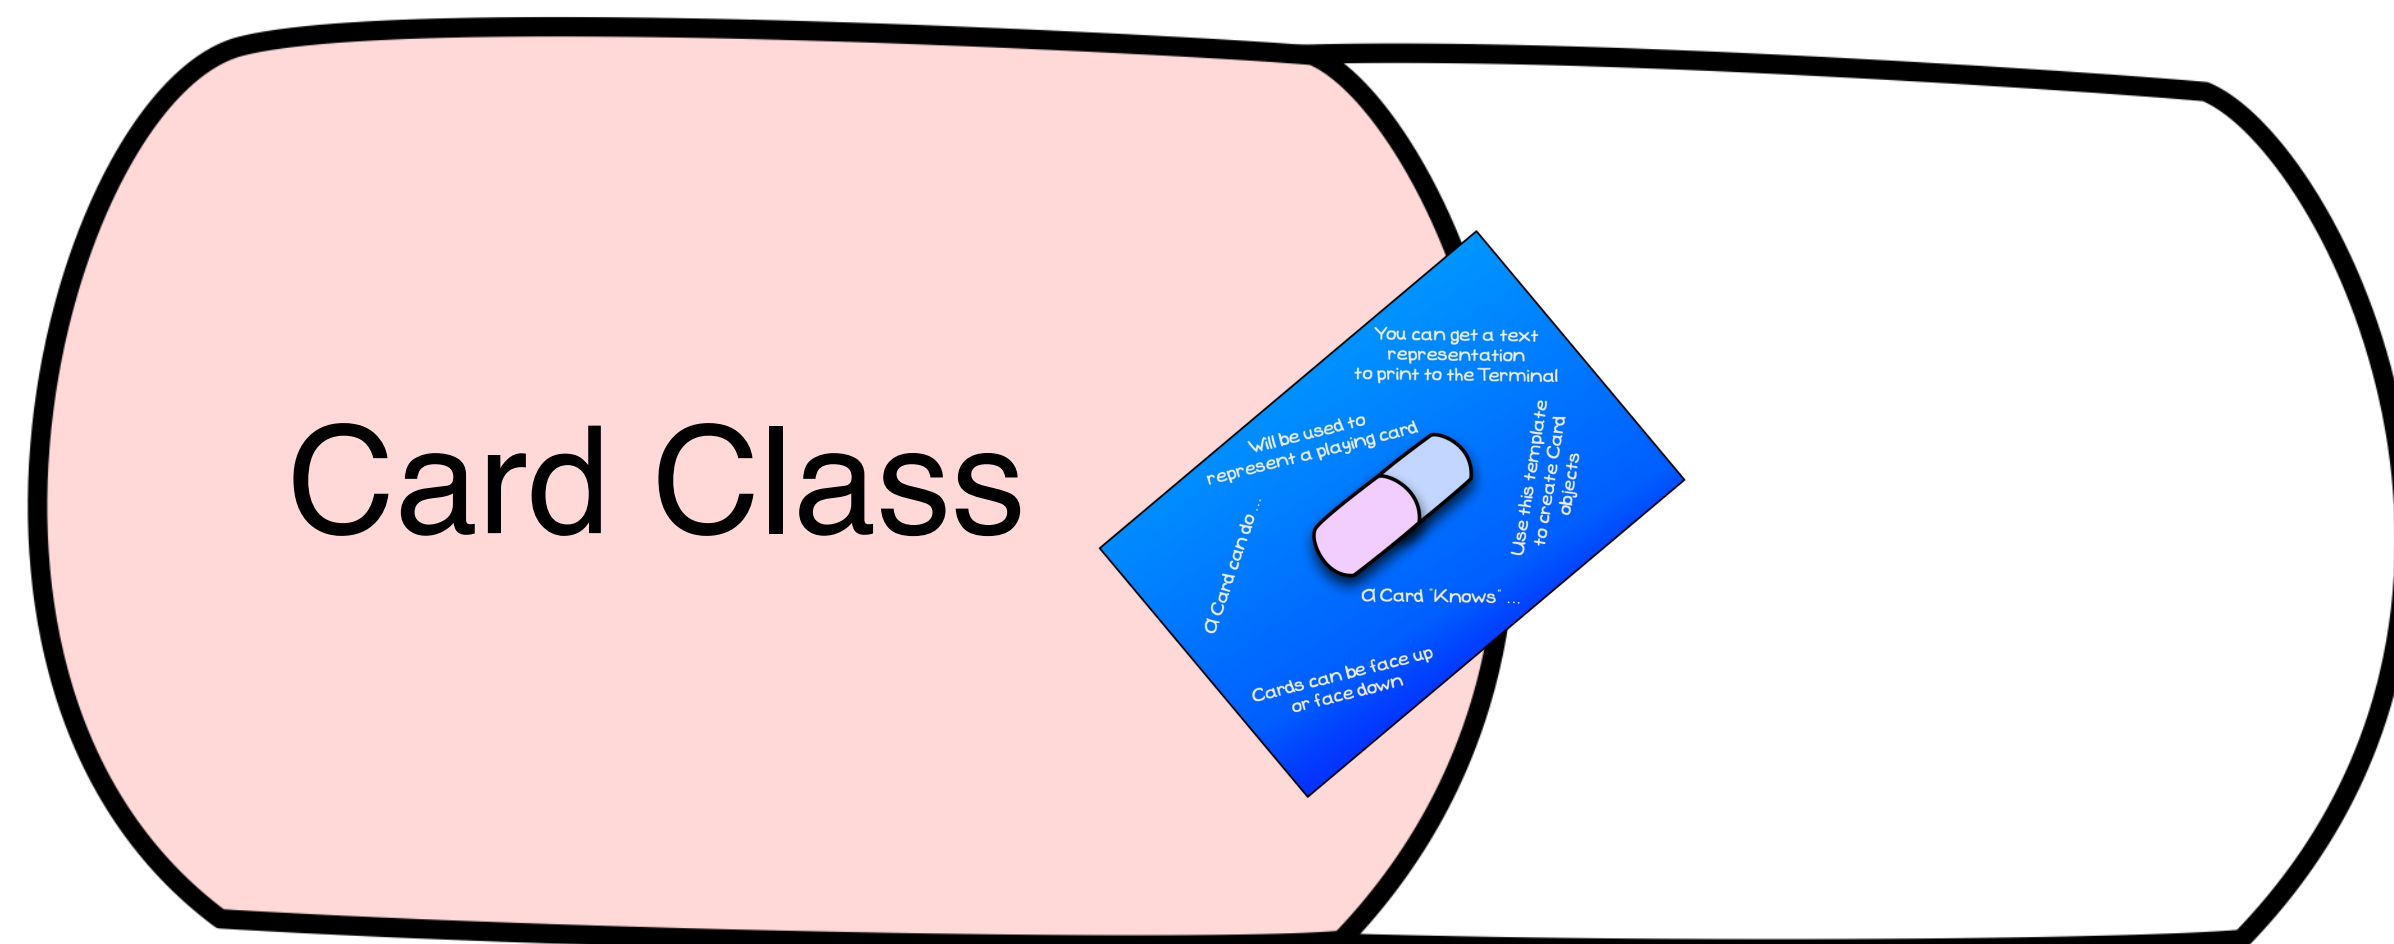 Card Class
You can get a text
representation
to print to the Terminal
Will be used to
represent a playing card
Use this template
to create Card
objects
A Card can do ...
A Card "Knows" ...
Cards can be face up
or face down